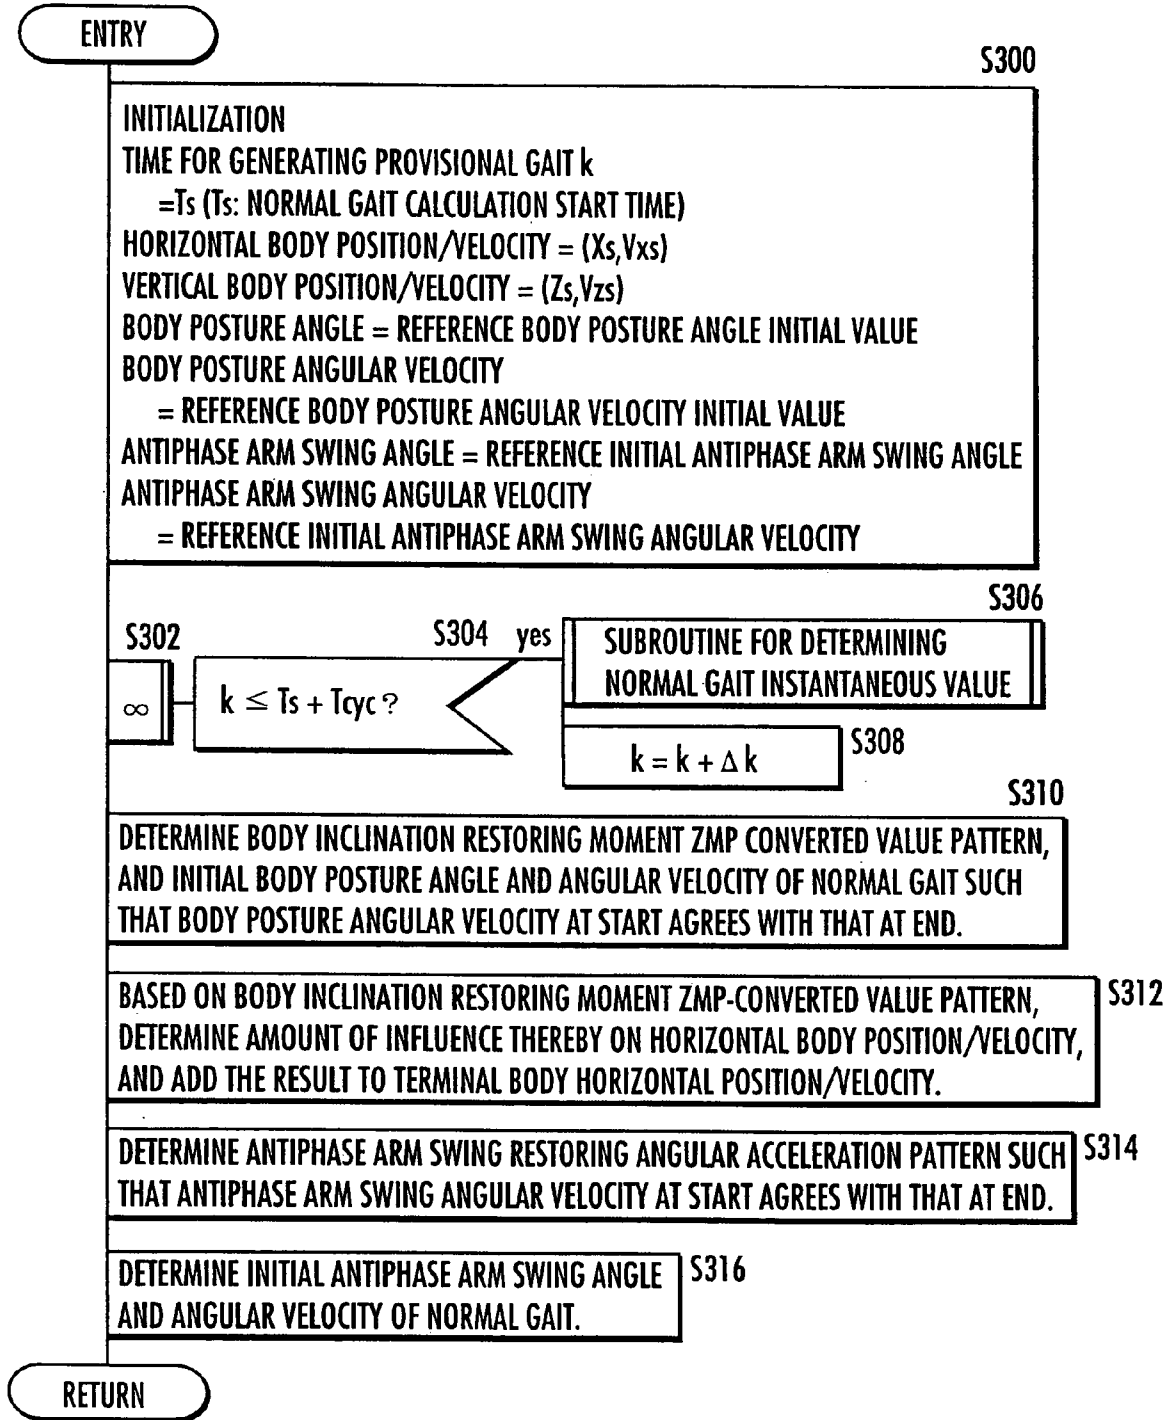 ENTRY
S300
INITIALIZATION
TIME FOR GENERATING PROVISIONAL GAIT k
=Ts (Ts: NORMAL GAIT CALCULATION START TIME)
HORIZONTAL BODY POSITION/VELOCITY = (Xs,Vxs)
VERTICAL BODY POSITION/VELOCITY = (Zs,Vzs)
BODY POSTURE ANGLE = REFERENCE BODY POSTURE ANGLE INITIAL VALUE
BODY POSTURE ANGULAR VELOCITY
= REFERENCE BODY POSTURE ANGULAR VELOCITY INITIAL VALUE
ANTIPHASE ARM SWING ANGLE = REFERENCE INITIAL ANTIPHASE ARM SWING ANGLE
ANTIPHASE ARM SWING ANGULAR VELOCITY
= REFERENCE INITIAL ANTIPHASE ARM SWING ANGULAR VELOCITY
S302
∞
S304
k ≤ Ts + Tcyc ?
yes
S306
SUBROUTINE FOR DETERMINING
NORMAL GAIT INSTANTANEOUS VALUE
S308
k = k + Δ k
S310
DETERMINE BODY INCLINATION RESTORING MOMENT ZMP CONVERTED VALUE PATTERN,
AND INITIAL BODY POSTURE ANGLE AND ANGULAR VELOCITY OF NORMAL GAIT SUCH
THAT BODY POSTURE ANGULAR VELOCITY AT START AGREES WITH THAT AT END.
S312
BASED ON BODY INCLINATION RESTORING MOMENT ZMP-CONVERTED VALUE PATTERN,
DETERMINE AMOUNT OF INFLUENCE THEREBY ON HORIZONTAL BODY POSITION/VELOCITY,
AND ADD THE RESULT TO TERMINAL BODY HORIZONTAL POSITION/VELOCITY.
S314
DETERMINE ANTIPHASE ARM SWING RESTORING ANGULAR ACCELERATION PATTERN SUCH
THAT ANTIPHASE ARM SWING ANGULAR VELOCITY AT START AGREES WITH THAT AT END.
S316
DETERMINE INITIAL ANTIPHASE ARM SWING ANGLE
AND ANGULAR VELOCITY OF NORMAL GAIT.
RETURN